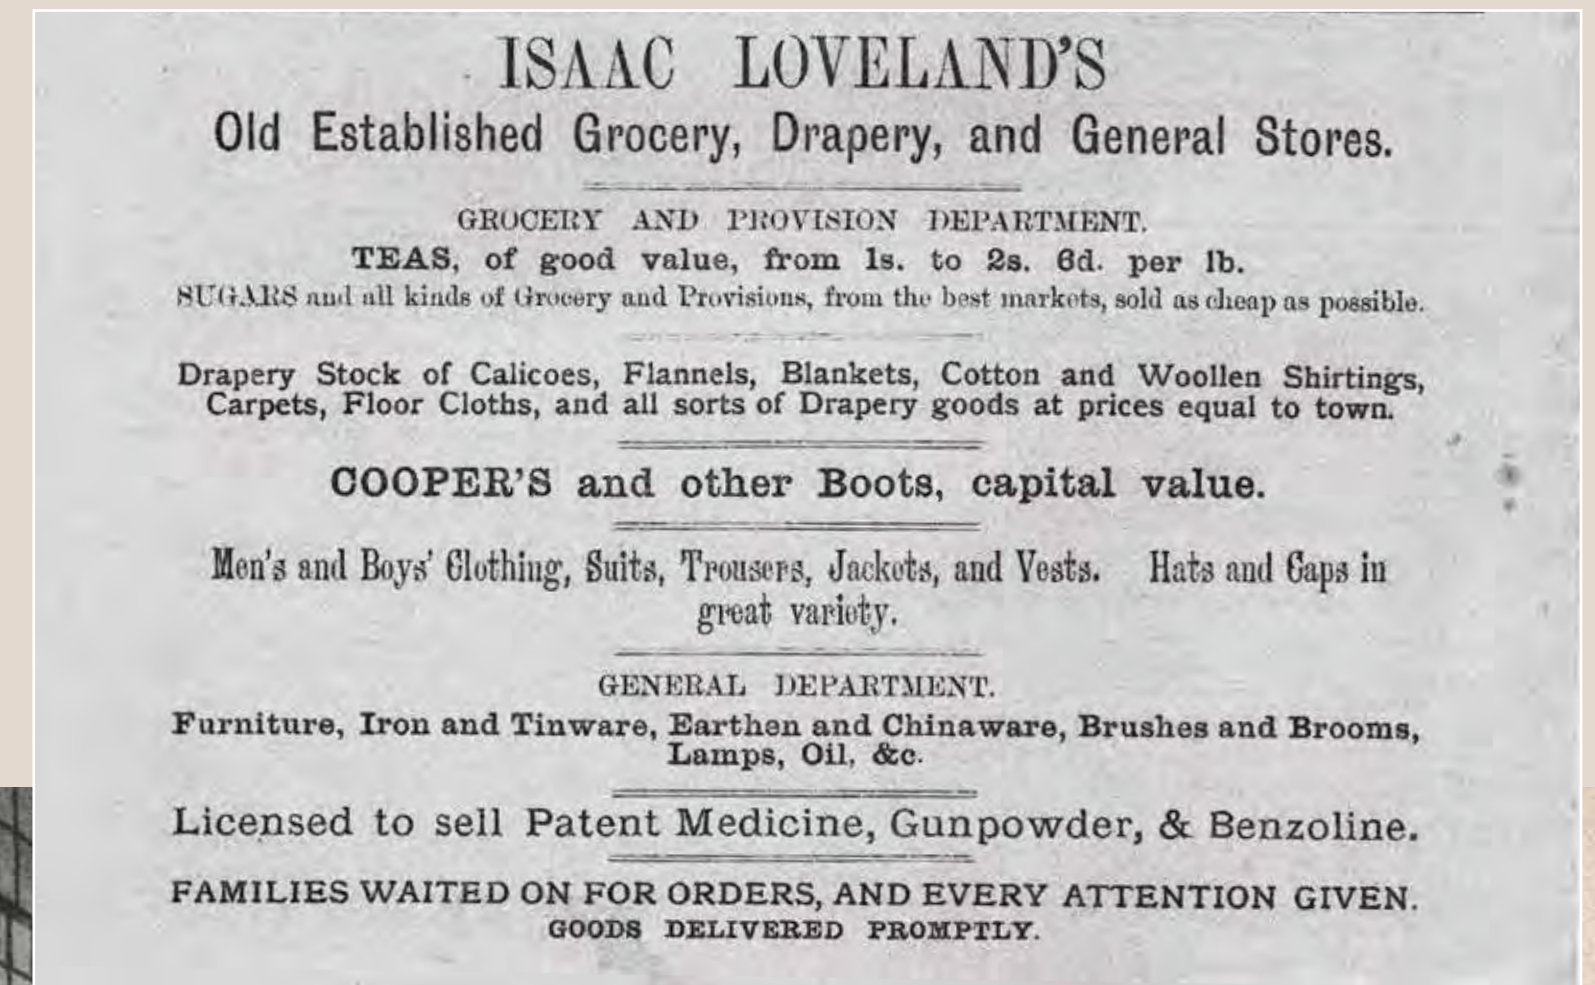 ISAAC LOVELAND'S
Old Established Grocery, Drapery, and General Stores.
GROCERY AND PROVISION DEPARTMENT.
TEAS, of good value, from 1s. to 2s. 6d. per lb.
SUGARS and all kinds of Grocery and Provisions, from the best markets, sold as cheap as possible.
Drapery Stock of Calicoes, Flannels, Blankets, Cotton and Woollen Shirtings,
Carpets, Floor Cloths, and all sorts of Drapery goods at prices equal to town.
COOPER'S and other Boots, capital value.
Men's and Boys' Clothing, Suits, Trousers, Jackets, and Vests. Hats and Caps in
great variety.
GENERAL DEPARTMENT.
Furniture, Iron and Tinware, Earthen and Chinaware, Brushes and Brooms,
Lamps, Oil, &c.
Licensed to sell Patent Medicine, Gunpowder, & Benzoline.
FAMILIES WAITED ON FOR ORDERS, AND EVERY ATTENTION GIVEN.
GOODS DELIVERED PROMPTLY.